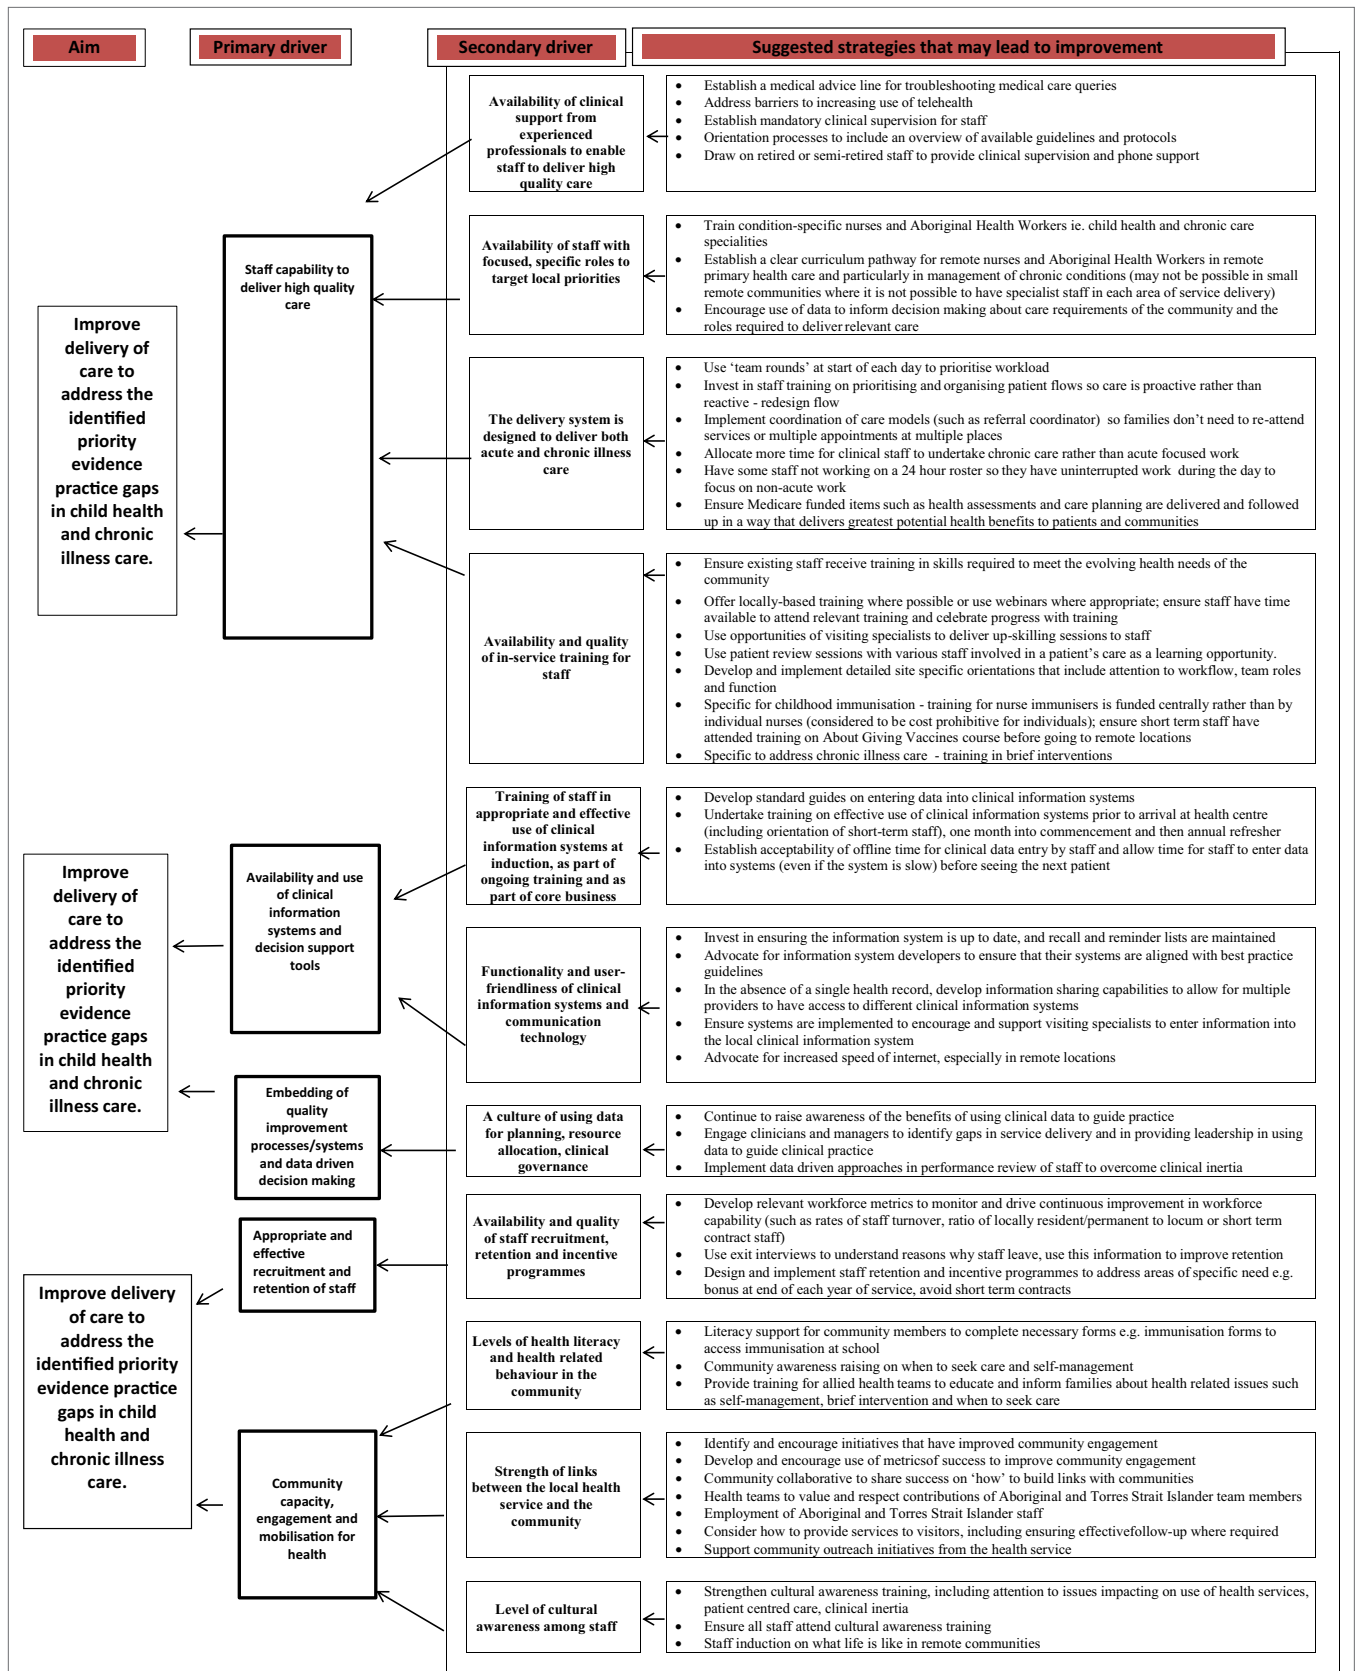 Aim
Primary driver
Secondary driver
Suggested strategies that may lead to improvement
Improve
delivery of
care to
address the
identified
priority
evidence
practice gaps
in child health
and chronic
illness care.
Staff capability to
deliver high quality
care
Availability of clinical
support from
experienced
professionals to enable
staff to deliver high
quality care
• Establish a medical advice line for troubleshooting medical care queries
• Address barriers to increasing use of telehealth
• Establish mandatory clinical supervision for staff
• Orientation processes to include an overview of available guidelines and protocols
• Draw on retired or semi-retired staff to provide clinical supervision and phone support
Availability of staff with
focused, specific roles to
target local priorities
• Train condition-specific nurses and Aboriginal Health Workers ie. child health and chronic care
specialities
• Establish a clear curriculum pathway for remote nurses and Aboriginal Health Workers in remote
primary health care and particularly in management of chronic conditions (may not be possible in small
remote communities where it is not possible to have specialist staff in each area of service delivery)
• Encourage use of data to inform decision making about care requirements of the community and the
roles required to deliver relevant care
The delivery system is
designed to deliver both
acute and chronic illness
care
• Use ‘team rounds’ at start of each day to prioritise workload
• Invest in staff training on prioritising and organising patient flows so care is proactive rather than
reactive - redesign flow
• Implement coordination of care models (such as referral coordinator) so families don’t need to re-attend
services or multiple appointments at multiple places
• Allocate more time for clinical staff to undertake chronic care rather than acute focused work
• Have some staff not working on a 24 hour roster so they have uninterrupted work during the day to
focus on non-acute work
• Ensure Medicare funded items such as health assessments and care planning are delivered and followed
up in a way that delivers greatest potential health benefits to patients and communities
Availability and quality
of in-service training for
staff
• Ensure existing staff receive training in skills required to meet the evolving health needs of the
community
• Offer locally-based training where possible or use webinars where appropriate; ensure staff have time
available to attend relevant training and celebrate progress with training
• Use opportunities of visiting specialists to deliver up-skilling sessions to staff
• Use patient review sessions with various staff involved in a patient’s care as a learning opportunity.
• Develop and implement detailed site specific orientations that include attention to workflow, team roles
and function
• Specific for childhood immunisation - training for nurse immunisers is funded centrally rather than by
individual nurses (considered to be cost prohibitive for individuals); ensure short term staff have
attended training on About Giving Vaccines course before going to remote locations
• Specific to address chronic illness care - training in brief interventions
Improve
delivery of
care to
address the
identified
priority
evidence
practice gaps
in child health
and chronic
illness care.
Availability and use
of clinical
information
systems and
decision support
tools
Training of staff in
appropriate and effective
use of clinical
information systems at
induction, as part of
ongoing training and as
part of core business
• Develop standard guides on entering data into clinical information systems
• Undertake training on effective use of clinical information systems prior to arrival at health centre
(including orientation of short-term staff), one month into commencement and then annual refresher
• Establish acceptability of offline time for clinical data entry by staff and allow time for staff to enter data
into systems (even if the system is slow) before seeing the next patient
Functionality and user-
friendliness of clinical
information systems and
communication
technology
• Invest in ensuring the information system is up to date, and recall and reminder lists are maintained
• Advocate for information system developers to ensure that their systems are aligned with best practice
guidelines
• In the absence of a single health record, develop information sharing capabilities to allow for multiple
providers to have access to different clinical information systems
• Ensure systems are implemented to encourage and support visiting specialists to enter information into
the local clinical information system
• Advocate for increased speed of internet, especially in remote locations
Embedding of
quality
improvement
processes/systems
and data driven
decision making
A culture of using data
for planning, resource
allocation, clinical
governance
• Continue to raise awareness of the benefits of using clinical data to guide practice
• Engage clinicians and managers to identify gaps in service delivery and in providing leadership in using
data to guide clinical practice
• Implement data driven approaches in performance review of staff to overcome clinical inertia
Improve delivery
of care to
address the
identified priority
evidence practice
gaps in child
health and
chronic illness
care.
Appropriate and
effective
recruitment and
retention of staff
Availability and quality
of staff recruitment,
retention and incentive
programmes
• Develop relevant workforce metrics to monitor and drive continuous improvement in workforce
capability (such as rates of staff turnover, ratio of locally resident/permanent to locum or short term
contract staff)
• Use exit interviews to understand reasons why staff leave, use this information to improve retention
• Design and implement staff retention and incentive programmes to address areas of specific need e.g.
bonus at end of each year of service, avoid short term contracts
Community
capacity,
engagement and
mobilisation for
health
Levels of health literacy
and health related
behaviour in the
community
• Literacy support for community members to complete necessary forms e.g. immunisation forms to
access immunisation at school
• Community awareness raising on when to seek care and self-management
• Provide training for allied health teams to educate and inform families about health related issues such
as self-management, brief intervention and when to seek care
Strength of links
between the local health
service and the
community
• Identify and encourage initiatives that have improved community engagement
• Develop and encourage use of metricsof success to improve community engagement
• Community collaborative to share success on ‘how’ to build links with communities
• Health teams to value and respect contributions of Aboriginal and Torres Strait Islander team members
• Employment of Aboriginal and Torres Strait Islander staff
• Consider how to provide services to visitors, including ensuring effectivefollow-up where required
• Support community outreach initiatives from the health service
Level of cultural
awareness among staff
• Strengthen cultural awareness training, including attention to issues impacting on use of health services,
patient centred care, clinical inertia
• Ensure all staff attend cultural awareness training
• Staff induction on what life is like in remote communities